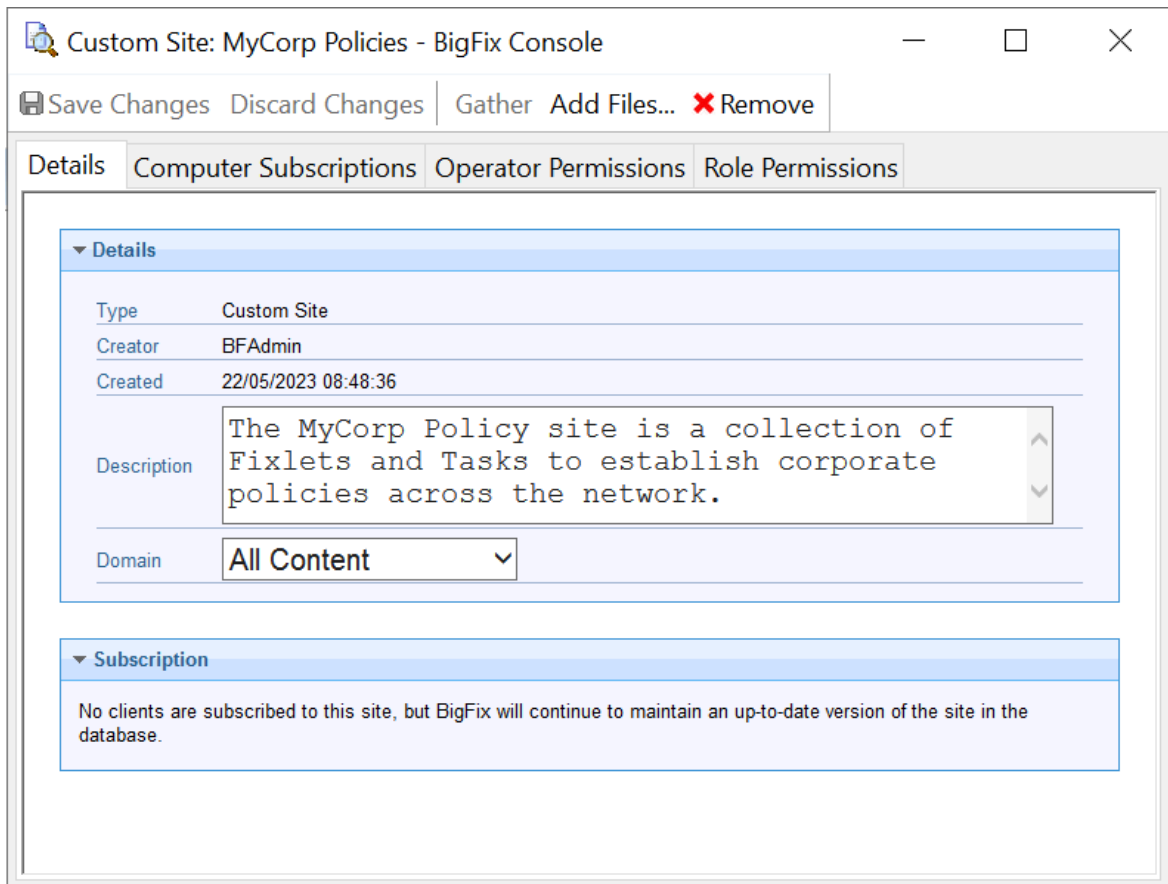 Custom Site: MyCorp Policies - BigFix Console
Save Changes Discard Changes Gather Add Files... Remove
Details Computer Subscriptions Operator Permissions Role Permissions
Details
Type Custom Site
Creator BFAdmin
Created 22/05/2023 08:48:36
Description The MyCorp Policy site is a collection of
Fixlets and Tasks to establish corporate
policies across the network.
Domain All Content
Subscription
No clients are subscribed to this site, but BigFix will continue to maintain an up-to-date version of the site in the
database.